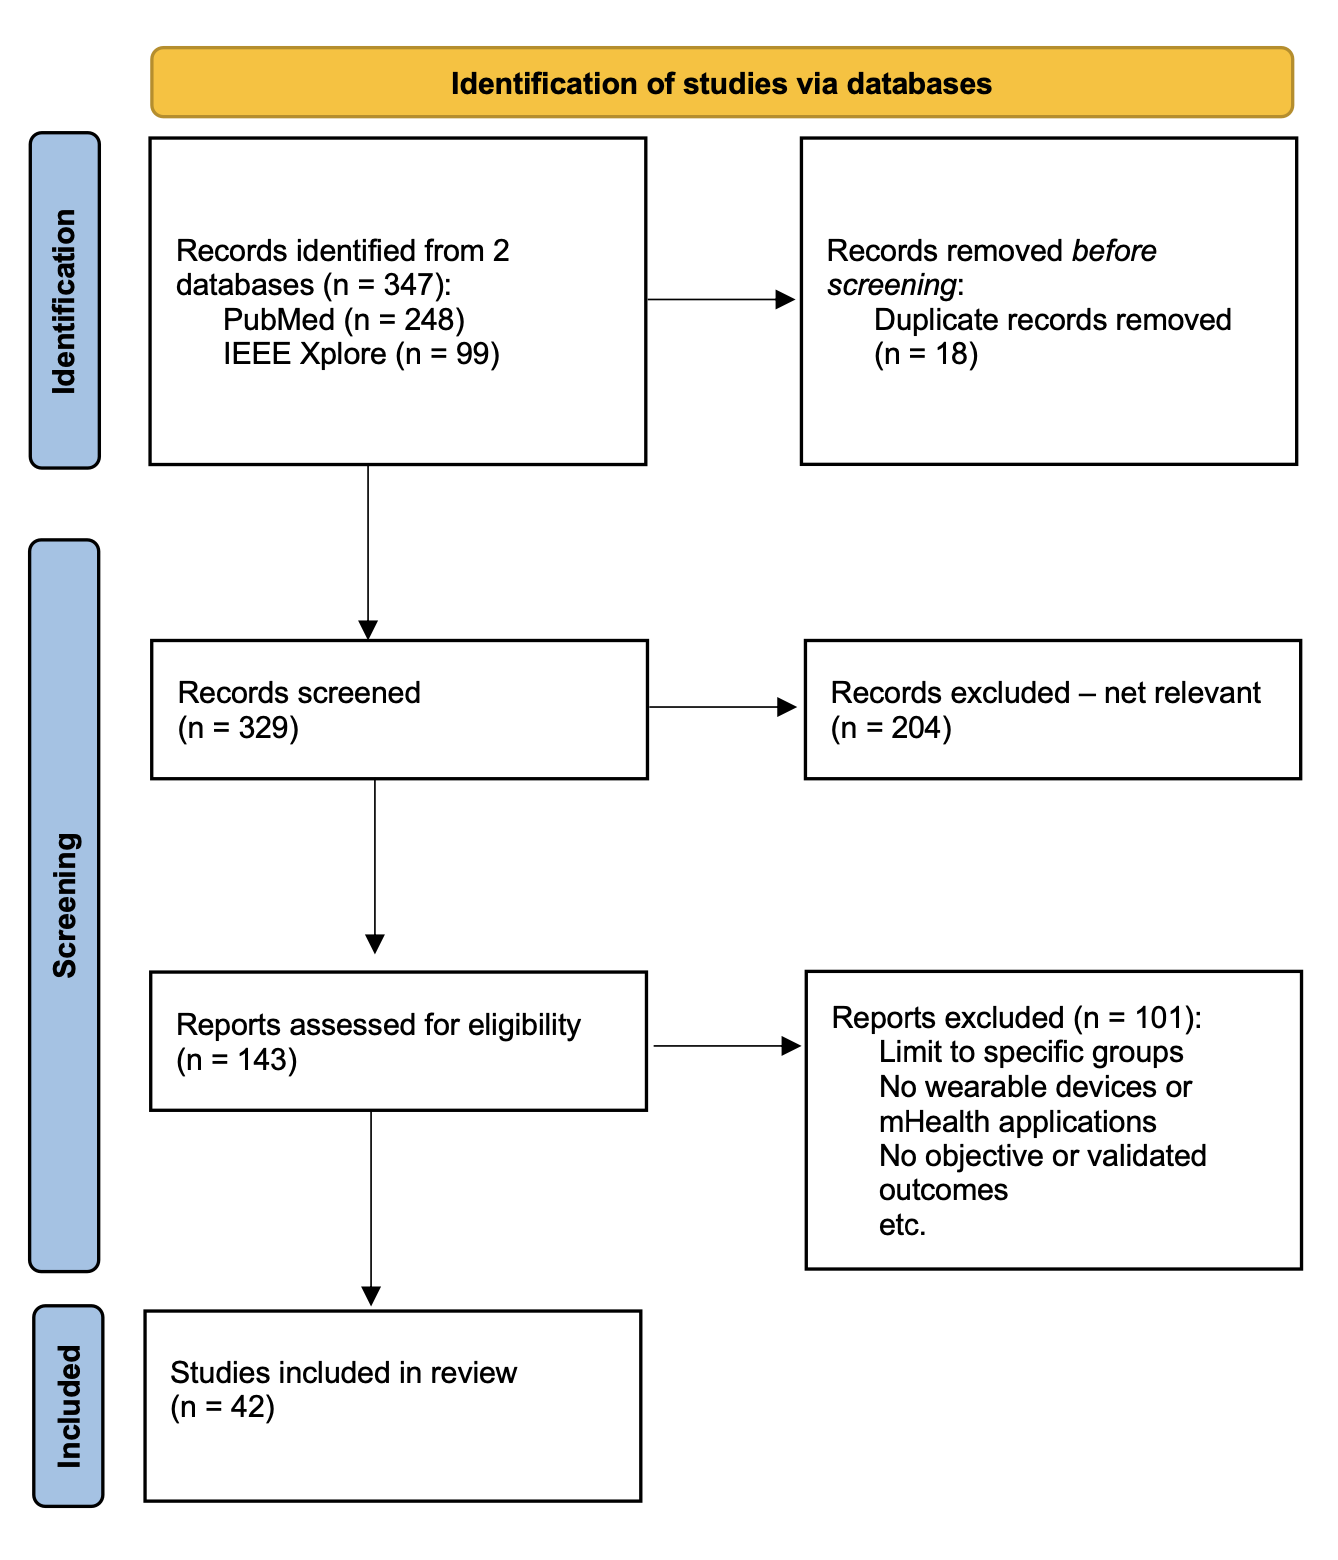 Identification of studies via databases
Identification
Records identified from 2
databases (n = 347):
PubMed (n = 248)
IEEE Xplore (n = 99)
Records removed before
screening:
Duplicate records removed
(n = 18)
Screening
Records screened
(n = 329)
Records excluded – net relevant
(n = 204)
Reports assessed for eligibility
(n = 143)
Reports excluded (n = 101):
Limit to specific groups
No wearable devices or
mHealth applications
No objective or validated
outcomes
etc.
Included
Studies included in review
(n = 42)